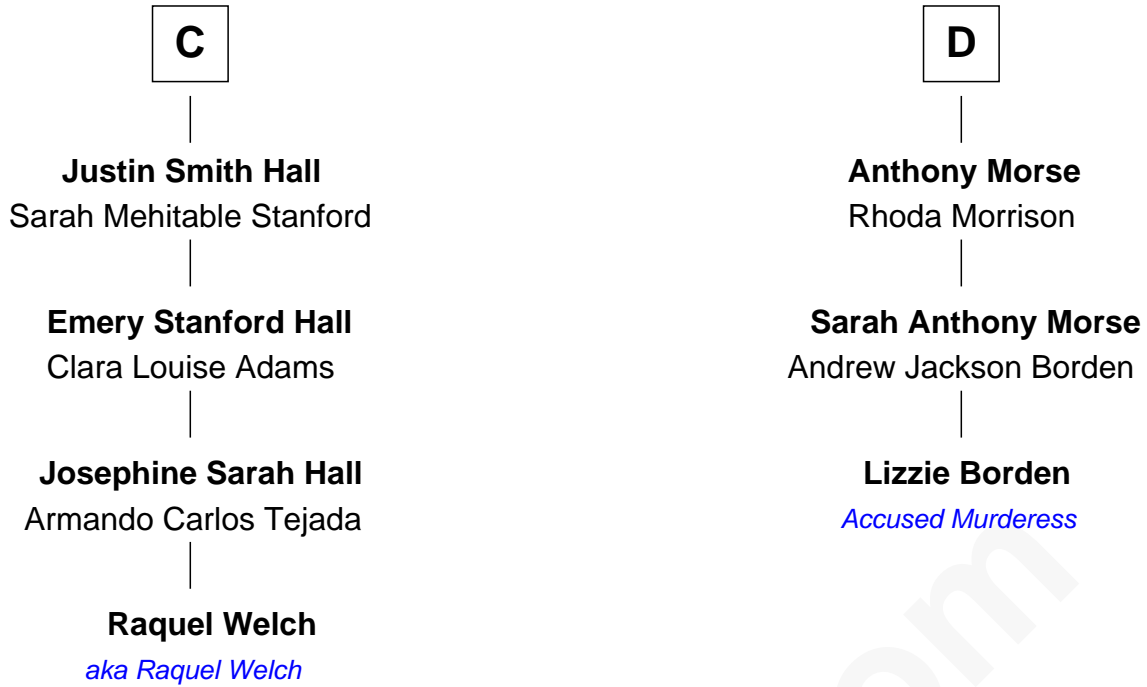 C
Justin Smith Hall
Sarah Mehitable Stanford
Emery Stanford Hall
Clara Louise Adams
Josephine Sarah Hall
Armando Carlos Tejada
Raquel Welch
aka Raquel Welch
D
Anthony Morse
Rhoda Morrison
Sarah Anthony Morse
Andrew Jackson Borden
Lizzie Borden
Accused Murderess
om